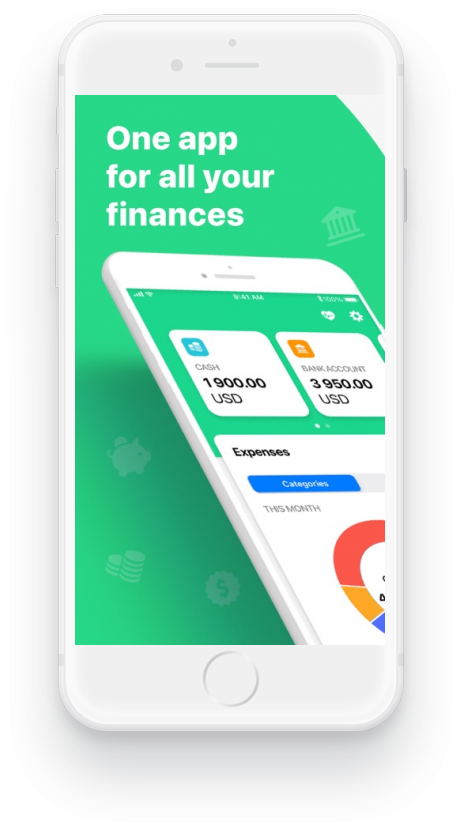 One app
for all your
finances
9:41 AM
100%
CASH
1 900.00
USD
BANK ACCOUNT
3 950.00
USD
Expenses
Categories
THIS MONTH